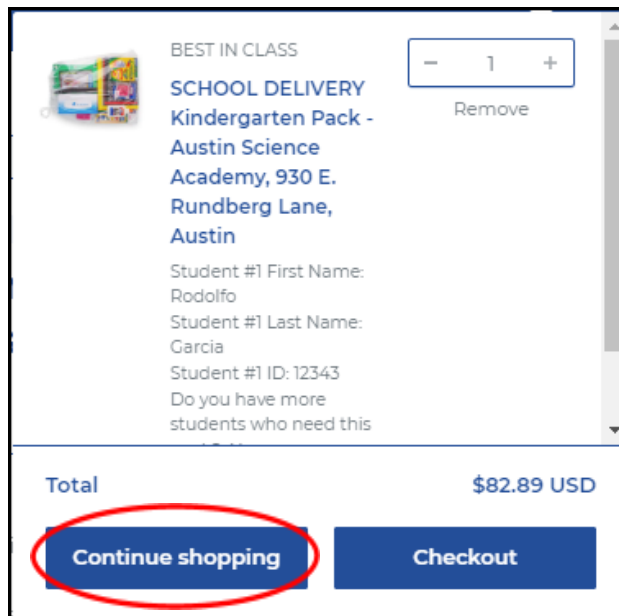 BEST IN CLASS
SCHOOL DELIVERY
Kindergarten Pack -
Austin Science
Academy, 930 E.
Rundberg Lane,
Austin
− 1 +
Remove
Student #1 First Name:
Rodolfo
Student #1 Last Name:
Garcia
Student #1 ID: 12343
Do you have more
students who need this
Total $82.89 USD
Continue shopping Checkout